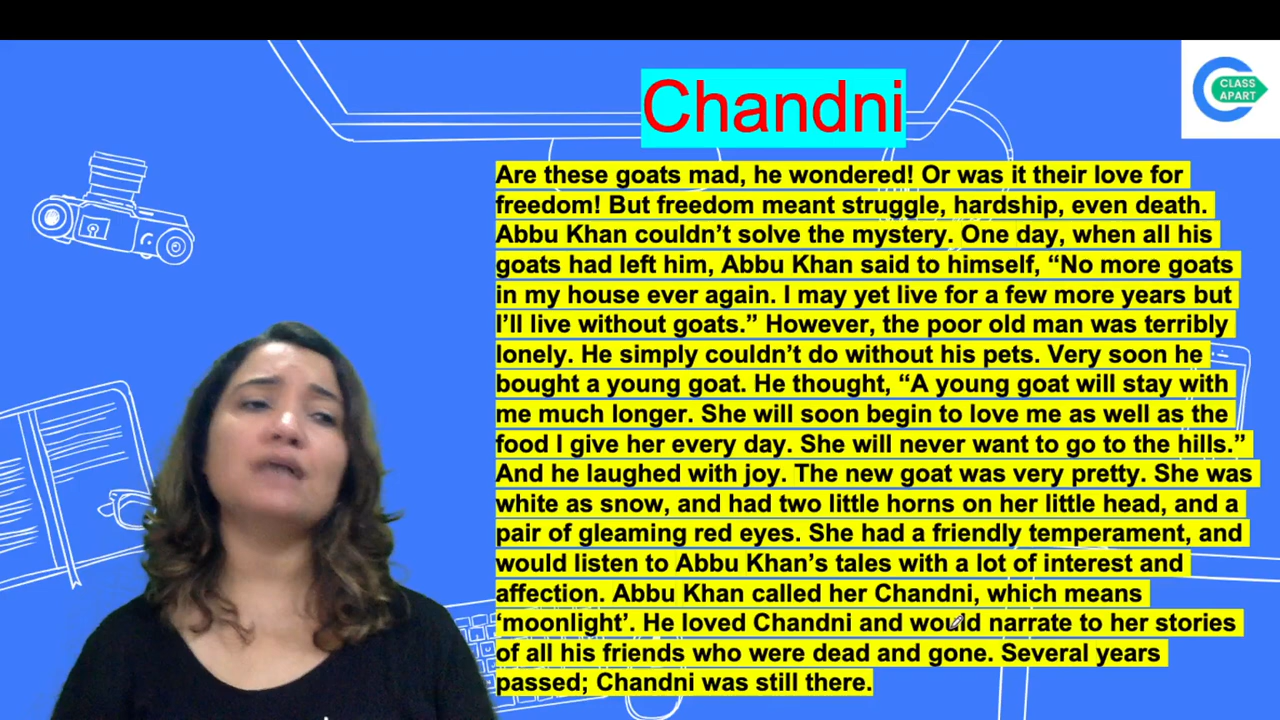 Chandni
CLASS
APART
Are these goats mad, he wondered! Or was it their love for
freedom! But freedom meant struggle, hardship, even death.
Abbu Khan couldn’t solve the mystery. One day, when all his
goats had left him, Abbu Khan said to himself, “No more goats
in my house ever again. I may yet live for a few more years but
I’ll live without goats.” However, the poor old man was terribly
lonely. He simply couldn’t do without his pets. Very soon he
bought a young goat. He thought, “A young goat will stay with
me much longer. She will soon begin to love me as well as the
food I give her every day. She will never want to go to the hills.”
And he laughed with joy. The new goat was very pretty. She was
white as snow, and had two little horns on her little head, and a
pair of gleaming red eyes. She had a friendly temperament, and
would listen to Abbu Khan’s tales with a lot of interest and
affection. Abbu Khan called her Chandni, which means
‘moonlight’. He loved Chandni and would narrate to her stories
of all his friends who were dead and gone. Several years
passed; Chandni was still there.